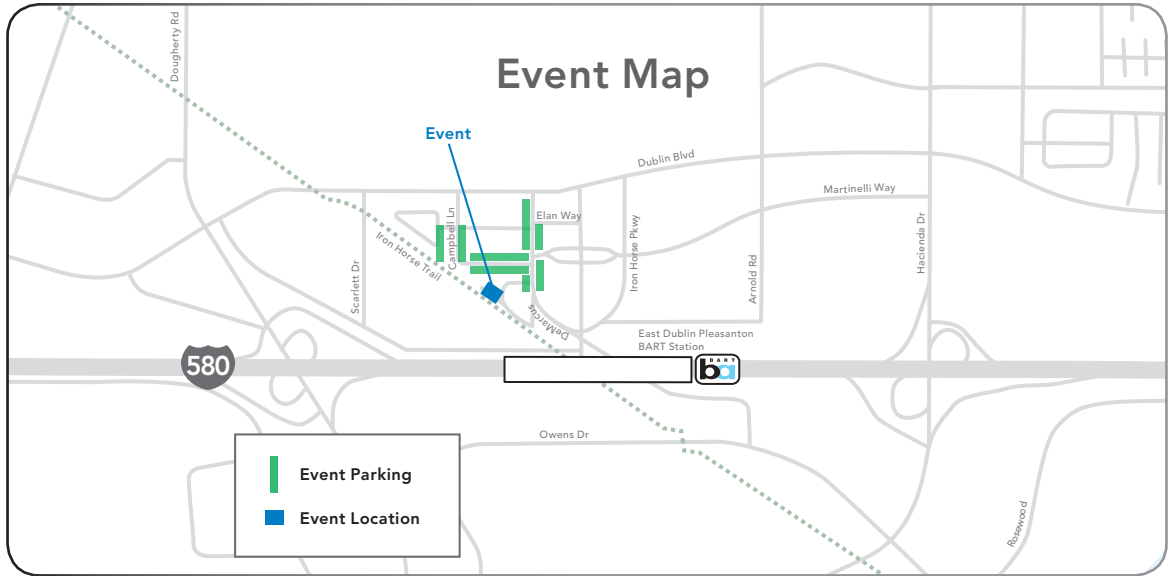 Event Map
Dougherty Rd
Event
Dublin Blvd
Martinelli Way
Elan Way
Campbell Ln
Iron Horse Trail
Scarlett Dr
Iron Horse Pkwy
Arnold Rd
Hacienda Dr
DeMarcus
East Dublin Pleasanton
BART Station
580
BART
ba
Owens Dr
Rosewood
Event Parking
Event Location